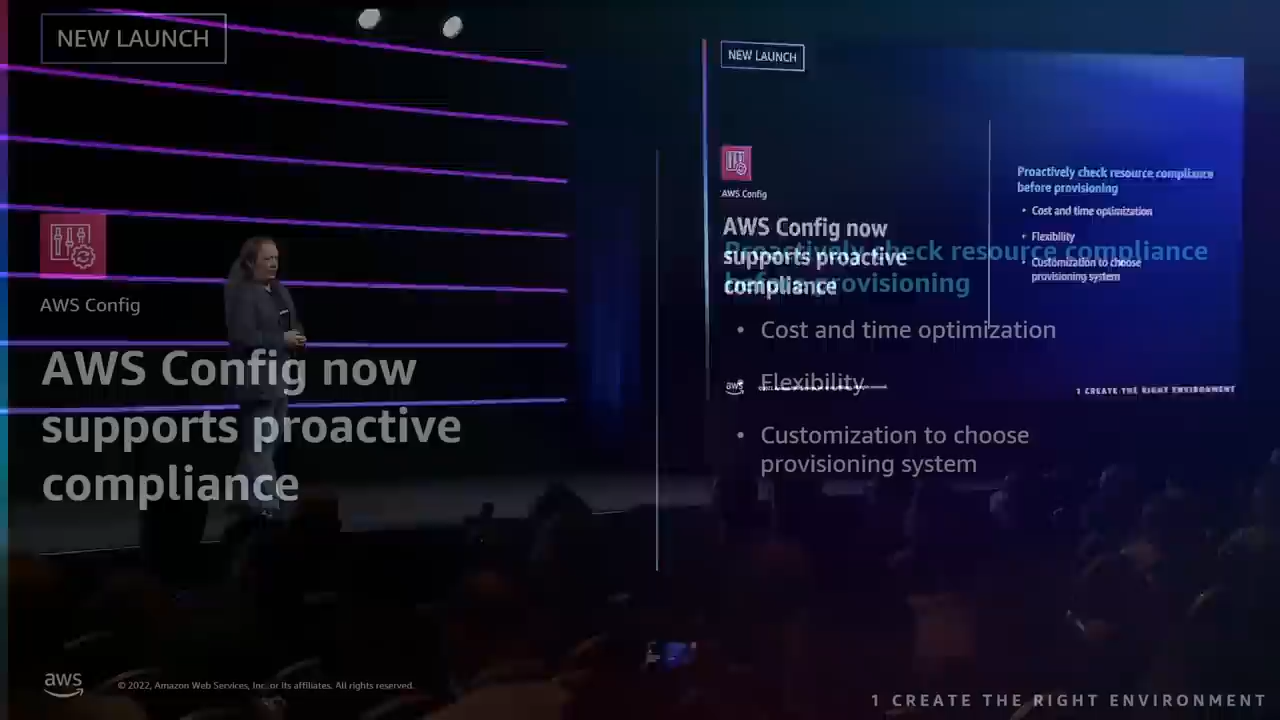 NEW LAUNCH
AWS Config
AWS Config now
supports proactive
compliance
Proactively check resource compliance
before provisioning
• Cost and time optimization
• Flexibility
• Customization to choose
provisioning system
aws
© 2022, Amazon Web Services, Inc. or its affiliates. All rights reserved.
1 CREATE THE RIGHT ENVIRONMENT
NEW LAUNCH
AWS Config
AWS Config now
supports proactive
compliance
Proactively check resource compliance
before provisioning
• Cost and time optimization
• Flexibility
• Customization to choose
provisioning system
aws
1 CREATE THE RIGHT ENVIRONMENT